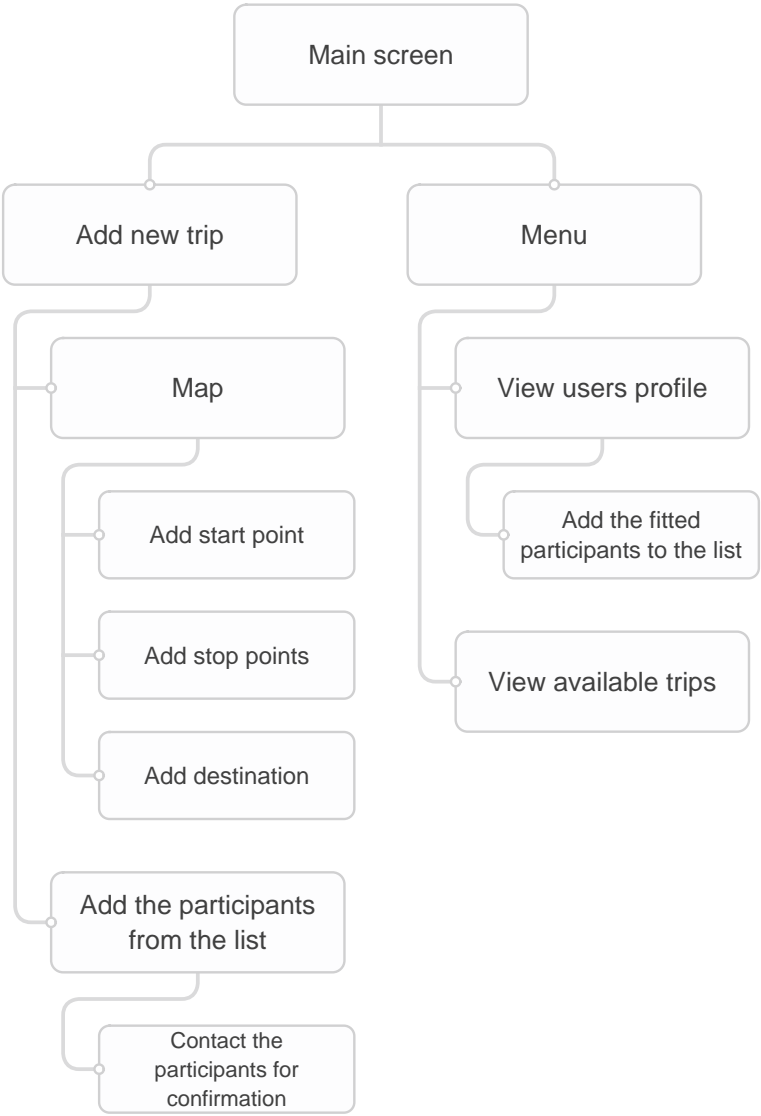 Main screen
Add new trip
Menu
Map
View users profile
Add start point
Add the fitted
participants to the list
Add stop points
View available trips
Add destination
Add the participants
from the list
Contact the
participants for
confirmation